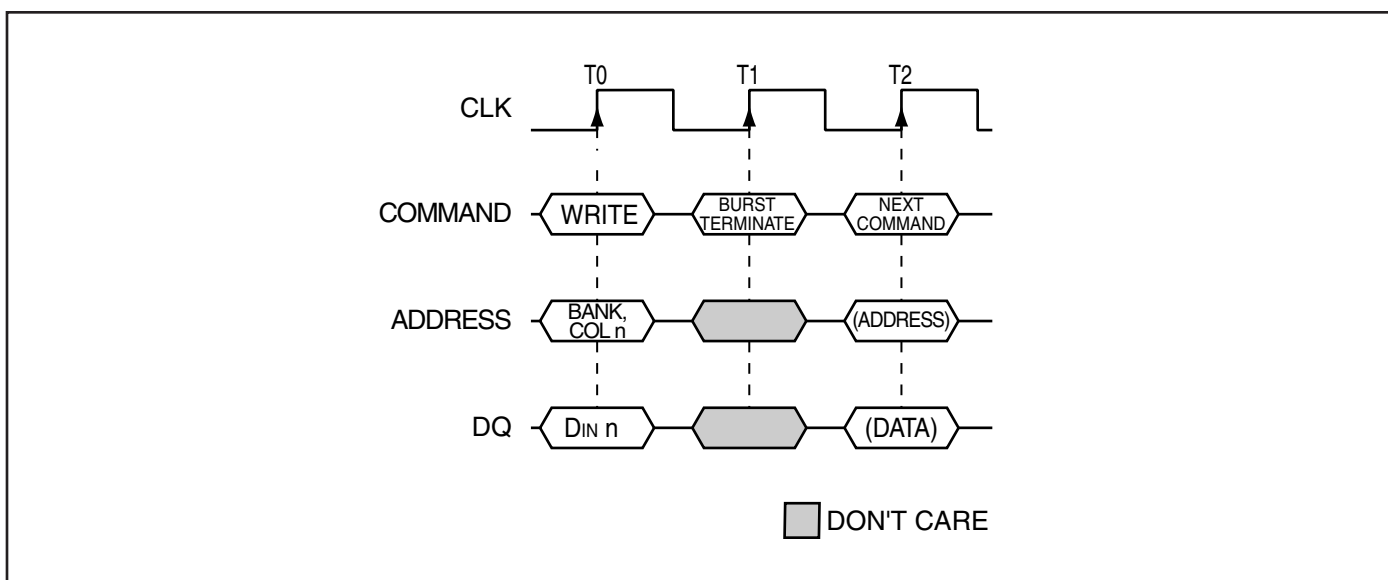 T0 T1 T2
CLK
COMMAND WRITE BURST TERMINATE NEXT COMMAND
ADDRESS BANK, COL n (ADDRESS)
DQ DIN n (DATA)
DON'T CARE